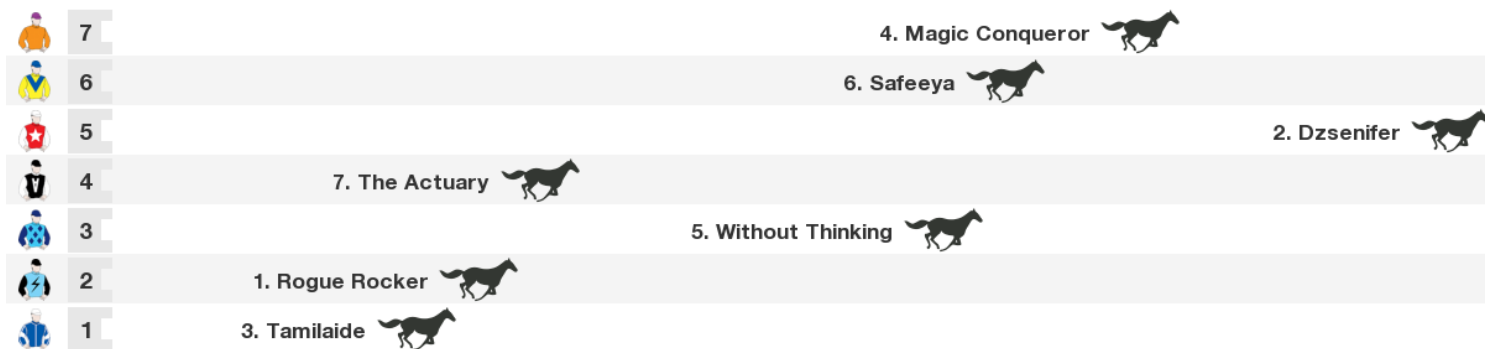 7 4. Magic Conqueror
6 6. Safeeya
5 2. Dzsenifer
4 7. The Actuary
3 5. Without Thinking
2 1. Rogue Rocker
1 3. Tamilaide